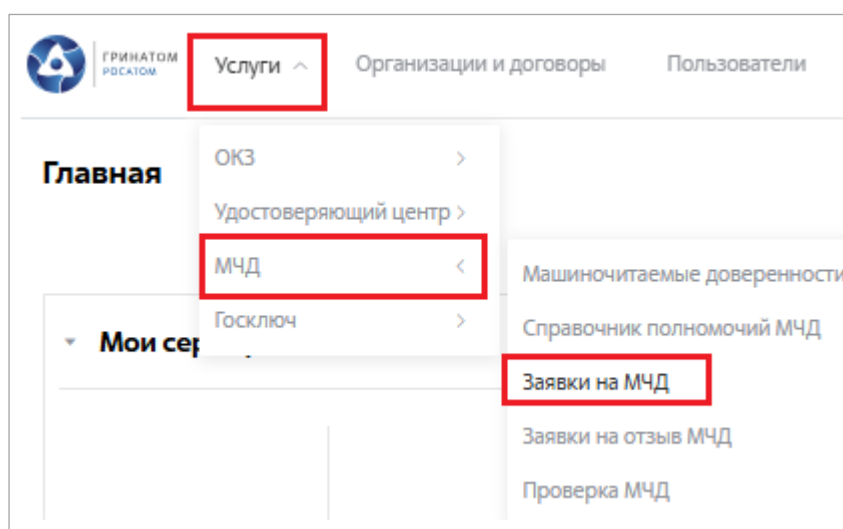 ГРИНАТОМ
РОСАТОМ
Услуги
Организации и договоры
Пользователи
Главная
ОКЗ
Удостоверяющий центр
МЧД
Госключ
Машиночитаемые доверенности
Справочник полномочий МЧД
Заявки на МЧД
Заявки на отзыв МЧД
Проверка МЧД
Мои